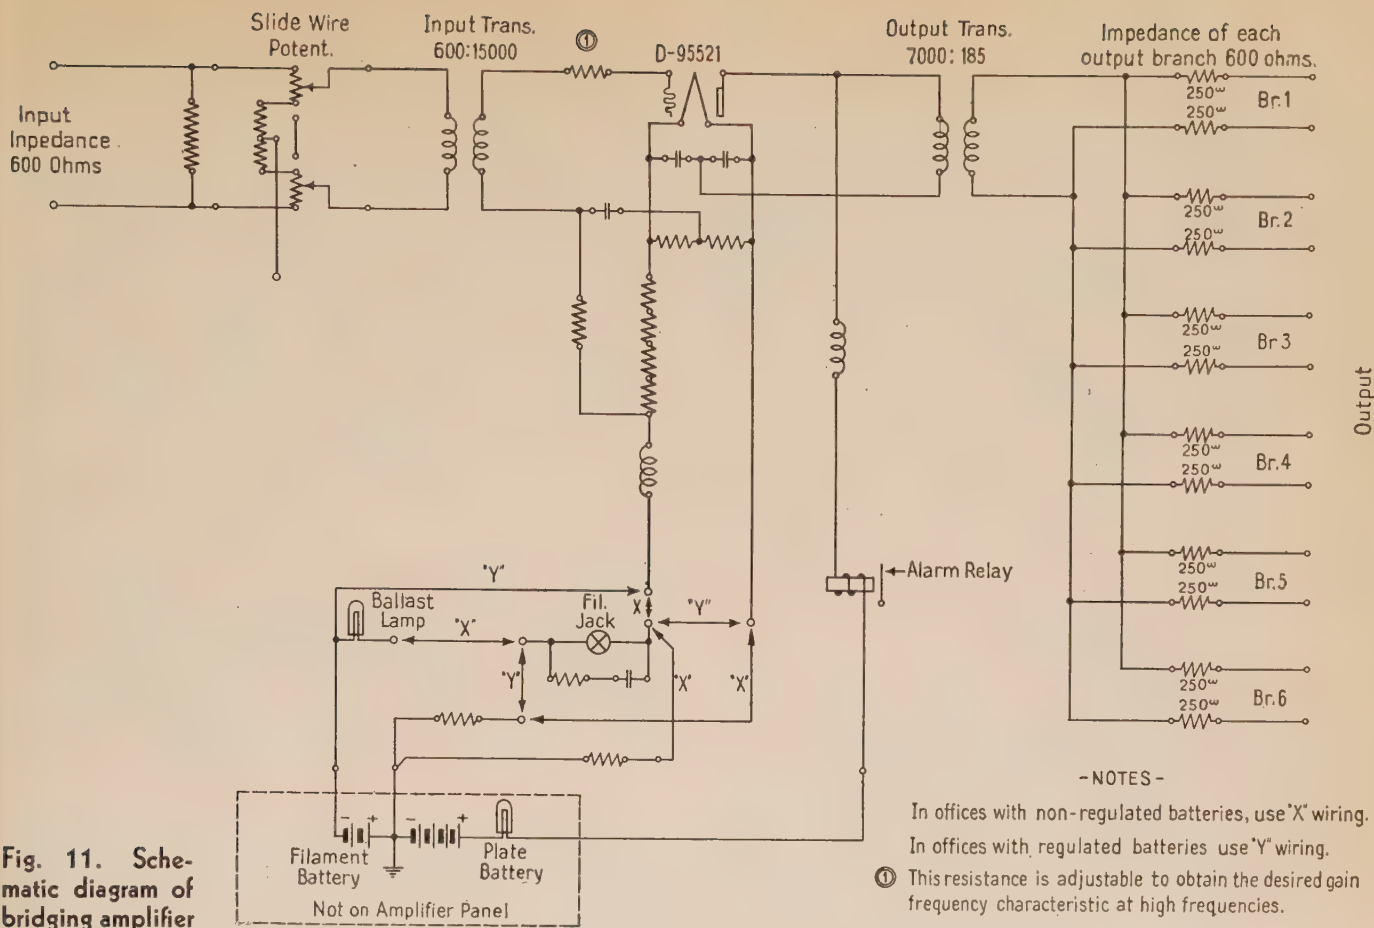 Slide Wire
Potent.
Input Trans.
600:15000
①
D-95521
Output Trans.
7000:185
Impedance of each
output branch 600 ohms.
Input
Inpedance
600 Ohms
250ω
250ω
Br.1
250ω
250ω
Br.2
250ω
250ω
Br 3
250ω
250ω
Br.4
250ω
250ω
Br.5
250ω
250ω
Br.6
Output
"Y"
Ballast
Lamp
"X"
Fil.
Jack
X
"Y"
"Y"
"X"
"X"
Alarm Relay
- +
- +
Filament
Battery
Plate
Battery
Not on Amplifier Panel
-NOTES-
In offices with non-regulated batteries, use "X" wiring.
In offices with regulated batteries use "Y" wiring.
① This resistance is adjustable to obtain the desired gain
frequency characteristic at high frequencies.
Fig. 11. Sche-
matic diagram of
bridging amplifier